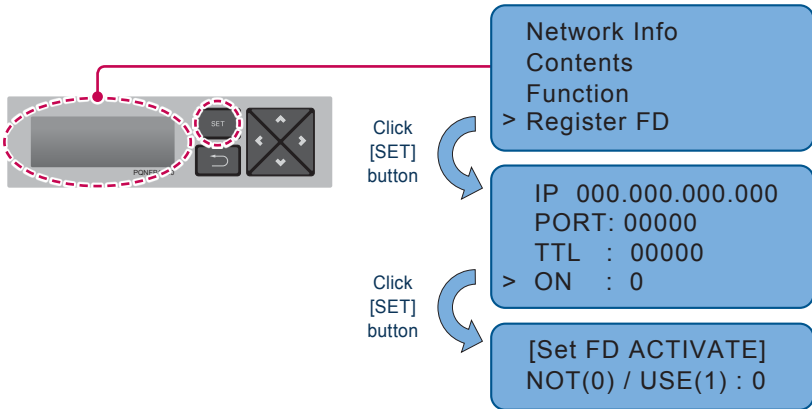 Network Info
Contents
Function
> Register FD
SET
Click
[SET]
button
IP 000.000.000.000
PORT: 00000
TTL : 00000
> ON : 0
Click
[SET]
button
[Set FD ACTIVATE]
NOT(0) / USE(1) : 0